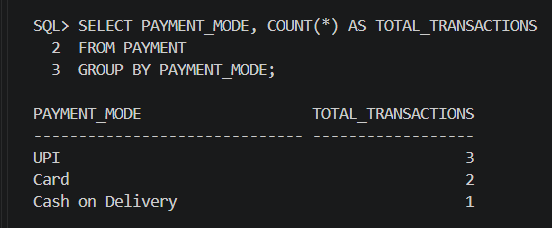 SQL> SELECT PAYMENT_MODE, COUNT(*) AS TOTAL_TRANSACTIONS
  2  FROM PAYMENT
  3  GROUP BY PAYMENT_MODE;

PAYMENT_MODE                   TOTAL_TRANSACTIONS
------------------------------ ------------------
UPI                                             3
Card                                            2
Cash on Delivery                                1